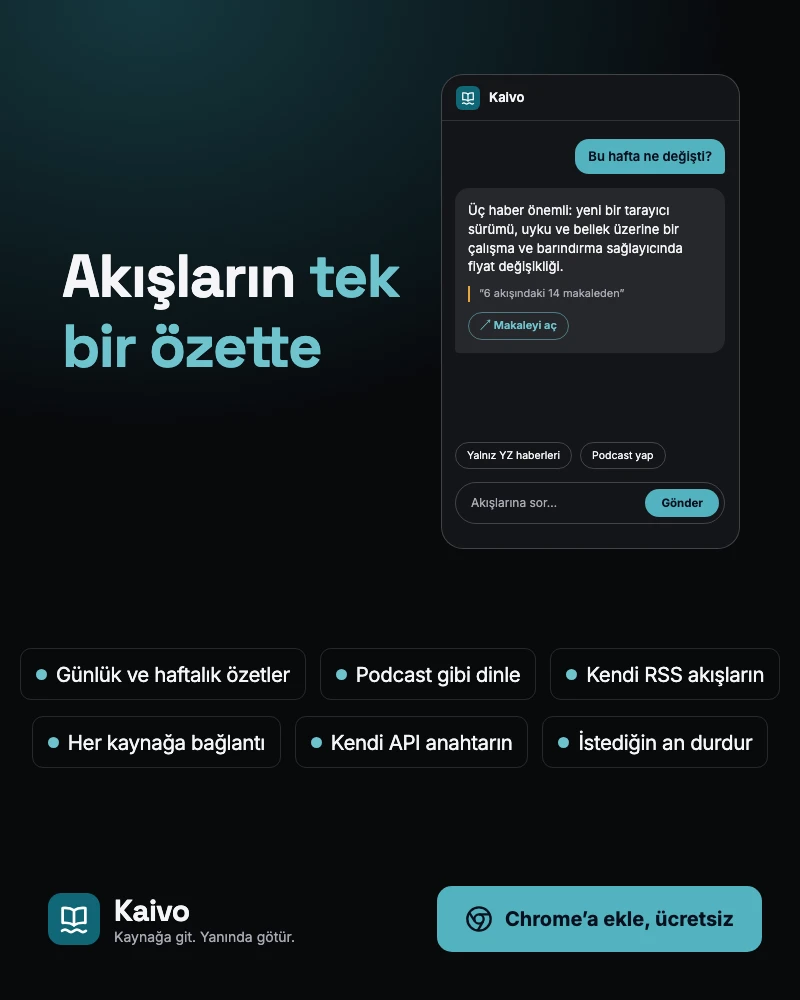 Kaivo
Bu hafta ne değişti?
Üç haber önemli: yeni bir tarayıcı
sürümü, uyku ve bellek üzerine bir
çalışma ve barındırma sağlayıcında
fiyat değişikliği.
“6 akışındaki 14 makaleden”
↗ Makaleyi aç
Akışların tek
bir özette
Yalnız YZ haberleri
Podcast yap
Akışlarına sor...
Gönder
Günlük ve haftalık özetler
Podcast gibi dinle
Kendi RSS akışların
Her kaynağa bağlantı
Kendi API anahtarın
İstediğin an durdur
Kaivo
Kaynağa git. Yanında götür.
Chrome’a ekle, ücretsiz